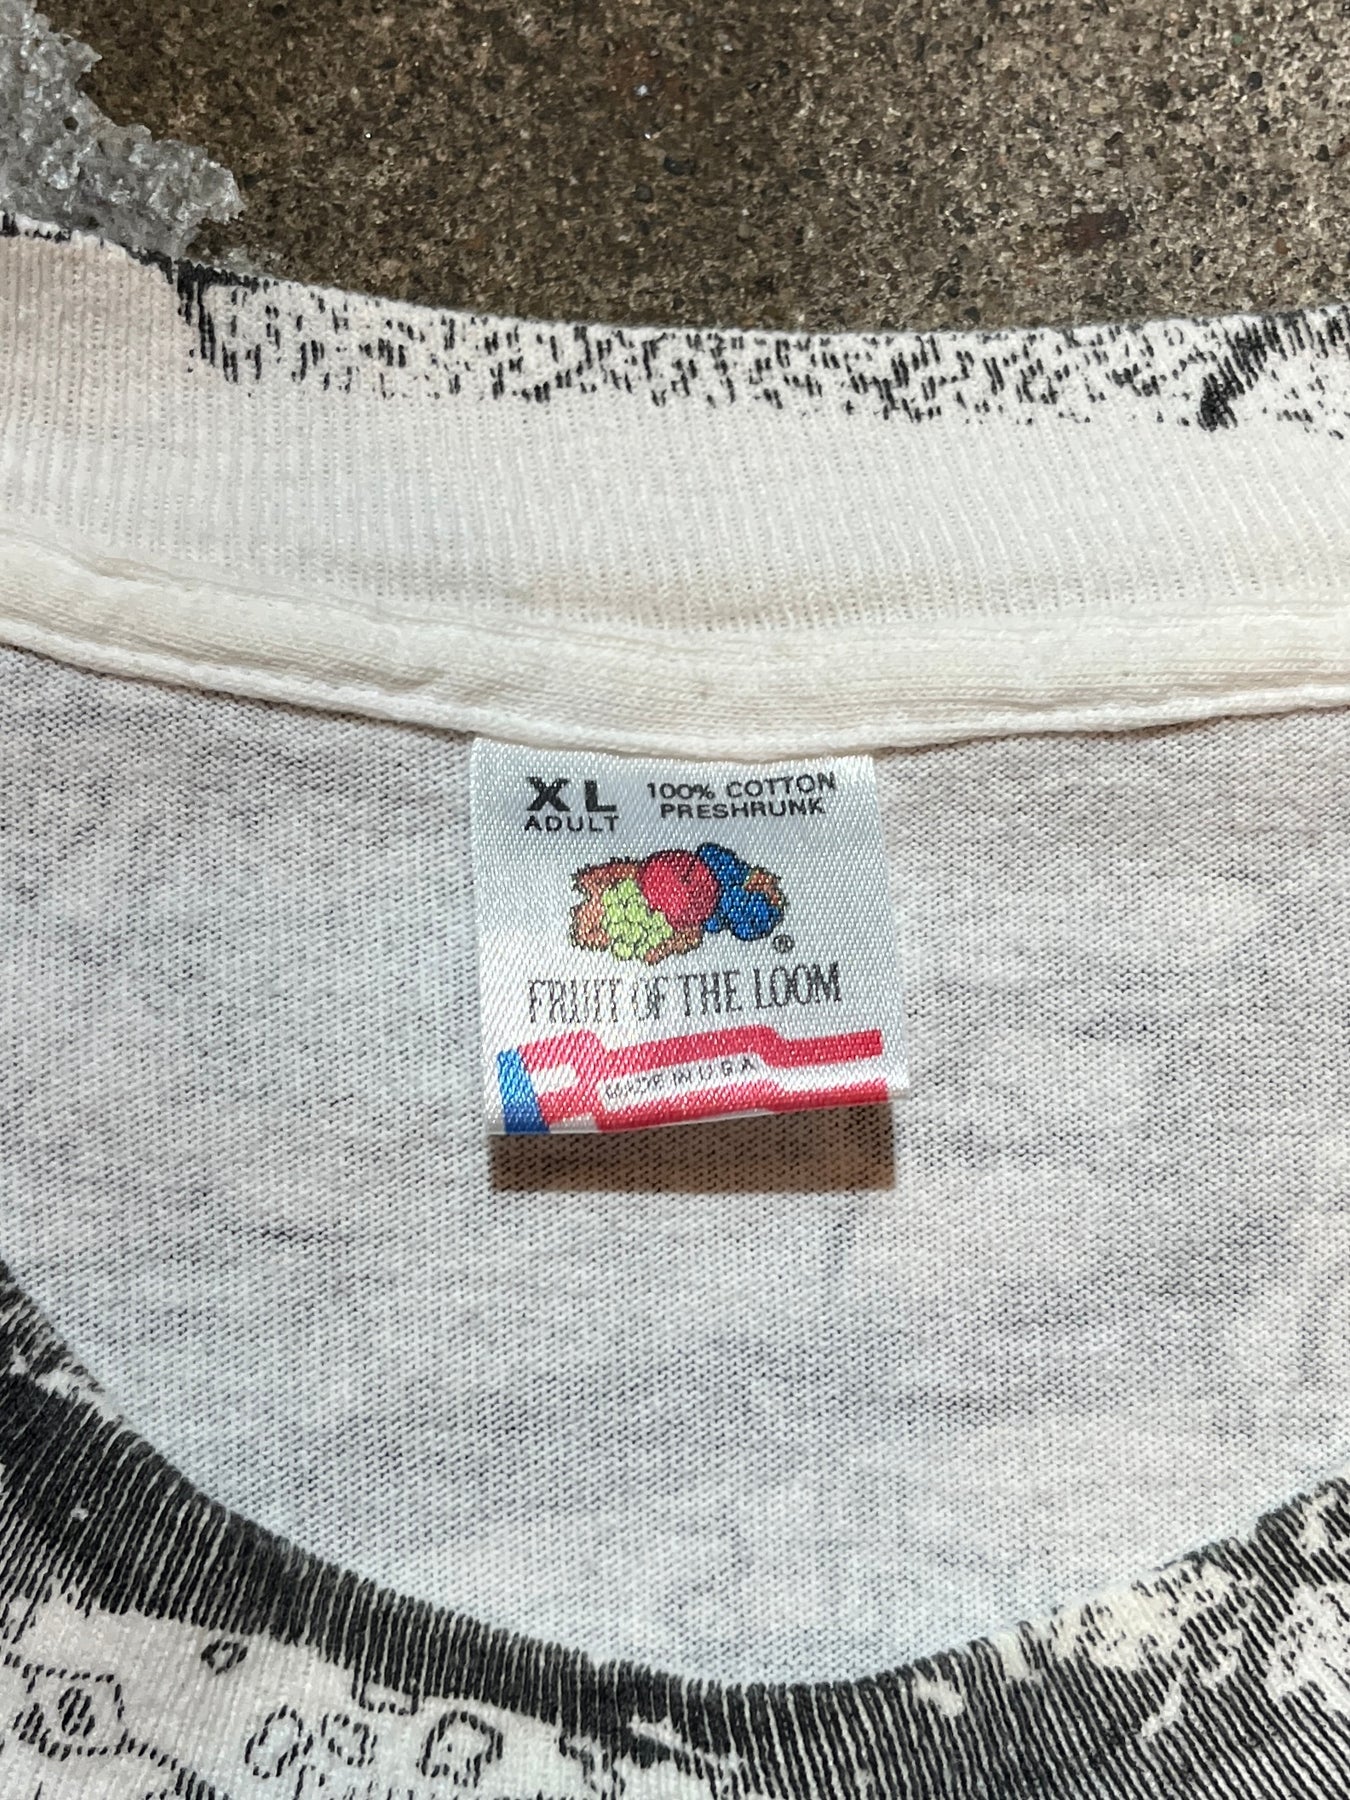 XL
ADULT
100% COTTON
PRESHRUNK
®
FRUIT OF THE LOOM
MADE IN U.S.A